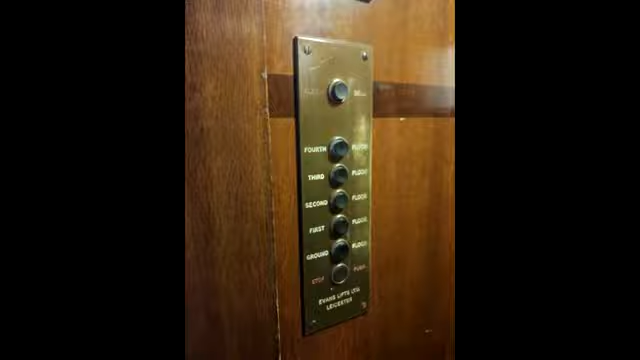 FOURTH FLOOR
THIRD FLOOR
SECOND FLOOR
FIRST FLOOR
GROUND FLOOR
STOP PUSH
EVANS LIFTS LTD
LEICESTER